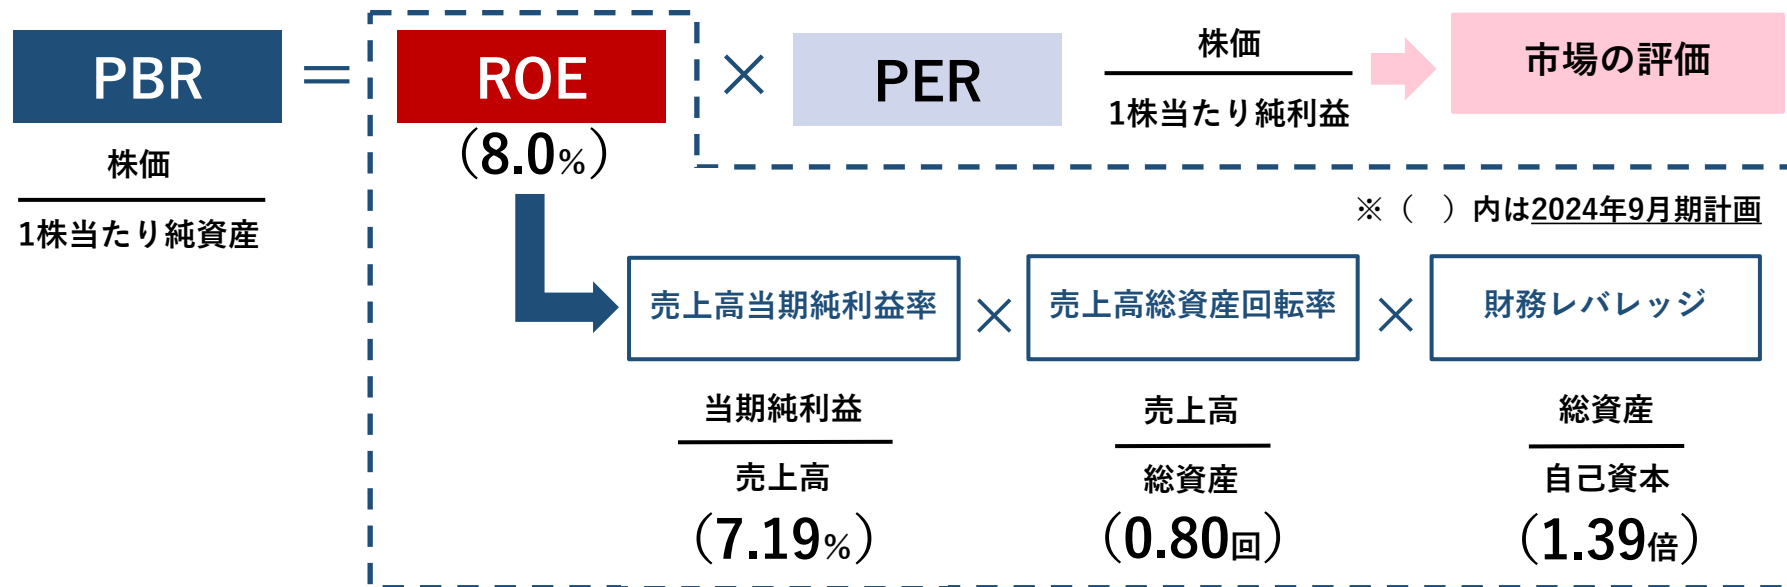 PBR
=
ROE
×
PER
株価
1株当たり純利益
市場の評価
(8.0%)
株価
1株当たり純資産
※（　）内は2024年9月期計画
売上高当期純利益率
×
売上高総資産回転率
×
財務レバレッジ
当期純利益
売上高
(7.19%)
売上高
総資産
(0.80回)
総資産
自己資本
(1.39倍)